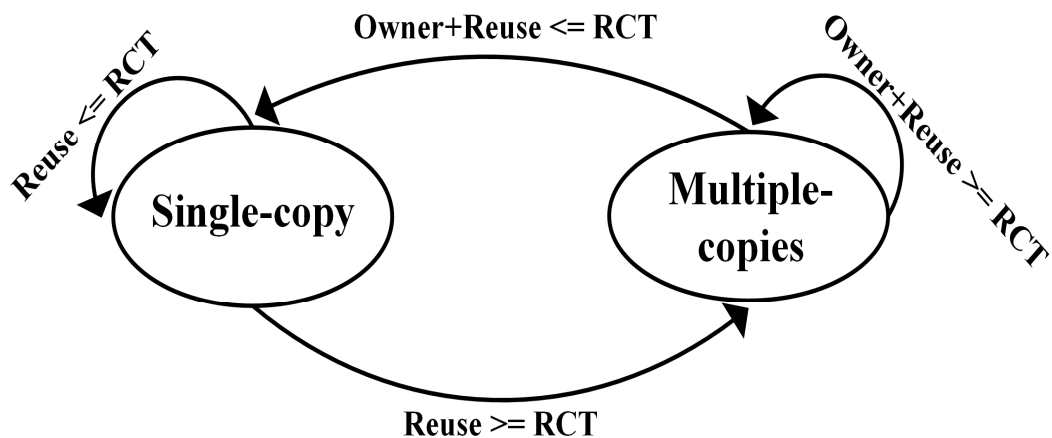 Owner+Reuse <= RCT
Reuse <= RCT
Owner+Reuse >= RCT
Single-copy
Multiple-
copies
Reuse >= RCT